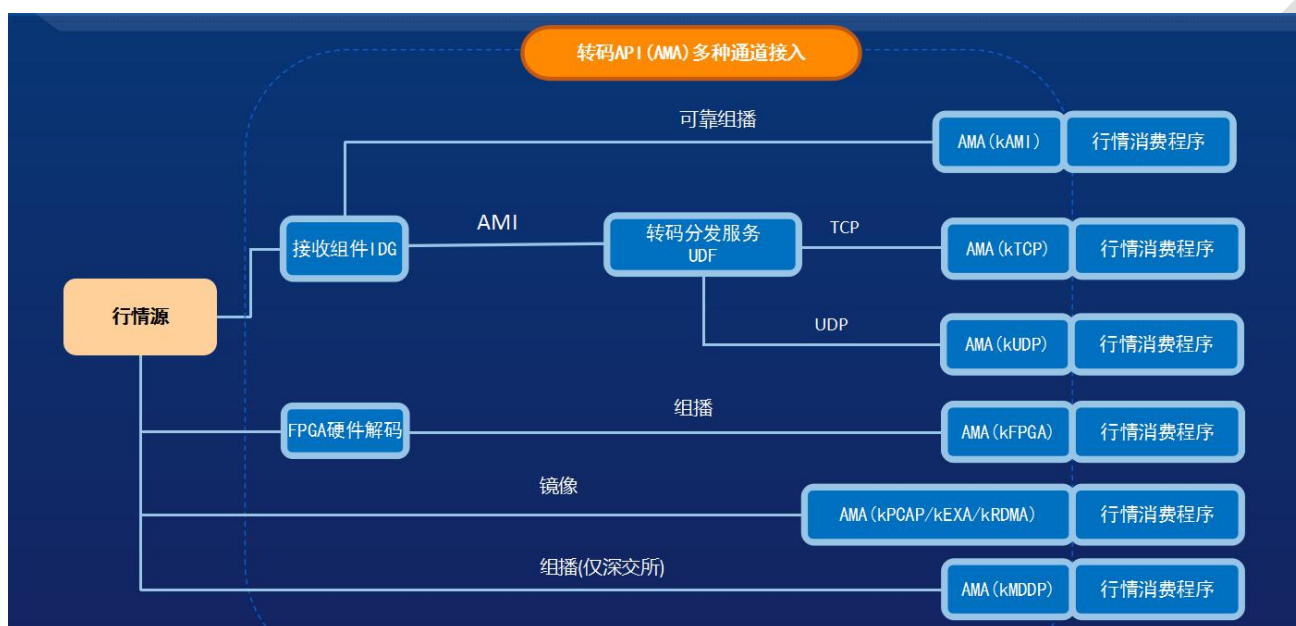 转码API(AMA)多种通道接入
可靠组播
AMA(kAMI)
行情消费程序
接收组件IDG
AMI
转码分发服务
UDF
TCP
AMA(kTCP)
行情消费程序
行情源
UDP
AMA(kUDP)
行情消费程序
FPGA硬件解码
组播
AMA(kFPGA)
行情消费程序
镜像
AMA(kPCAP/kEXA/kRDMA)
行情消费程序
组播(仅深交所)
AMA(kMDDP)
行情消费程序